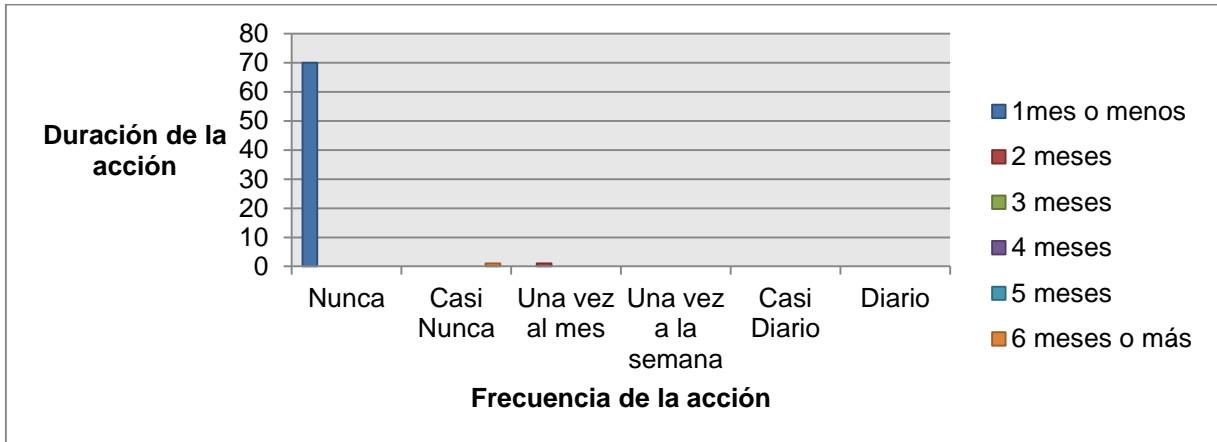 80
70
60
50
40
30
20
10
0
Duración de la
acción
Nunca
Casi
Nunca
Una vez
al mes
Una vez
a la
semana
Casi
Diario
Diario
Frecuencia de la acción
1mes o menos
2 meses
3 meses
4 meses
5 meses
6 meses o más